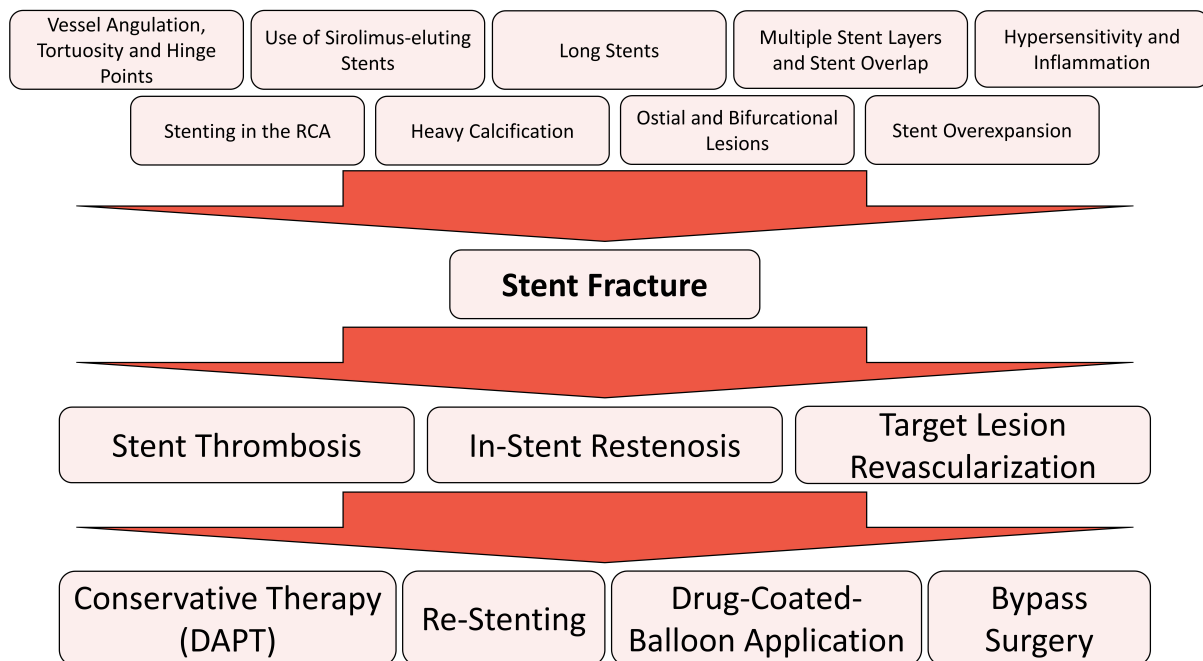 Vessel Angulation,
Tortuosity and Hinge
Points
Use of Sirolimus-eluting
Stents
Long Stents
Multiple Stent Layers
and Stent Overlap
Hypersensitivity and
Inflammation
Stenting in the RCA
Heavy Calcification
Ostial and Bifurcational
Lesions
Stent Overexpansion
Stent Fracture
Stent Thrombosis
In-Stent Restenosis
Target Lesion
Revascularization
Conservative Therapy
(DAPT)
Re-Stenting
Drug-Coated-
Balloon Application
Bypass
Surgery